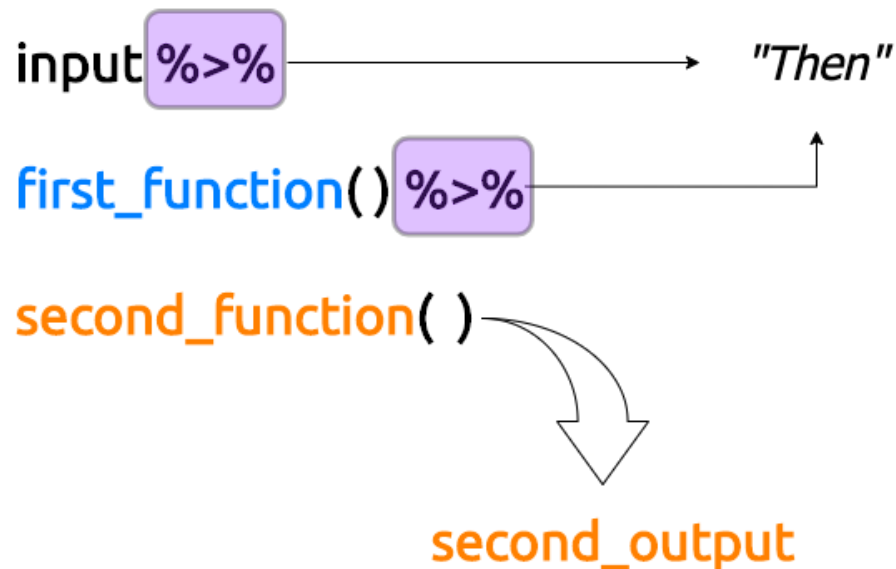 input %>% "Then"
first_function() %>%
second_function( )
second_output